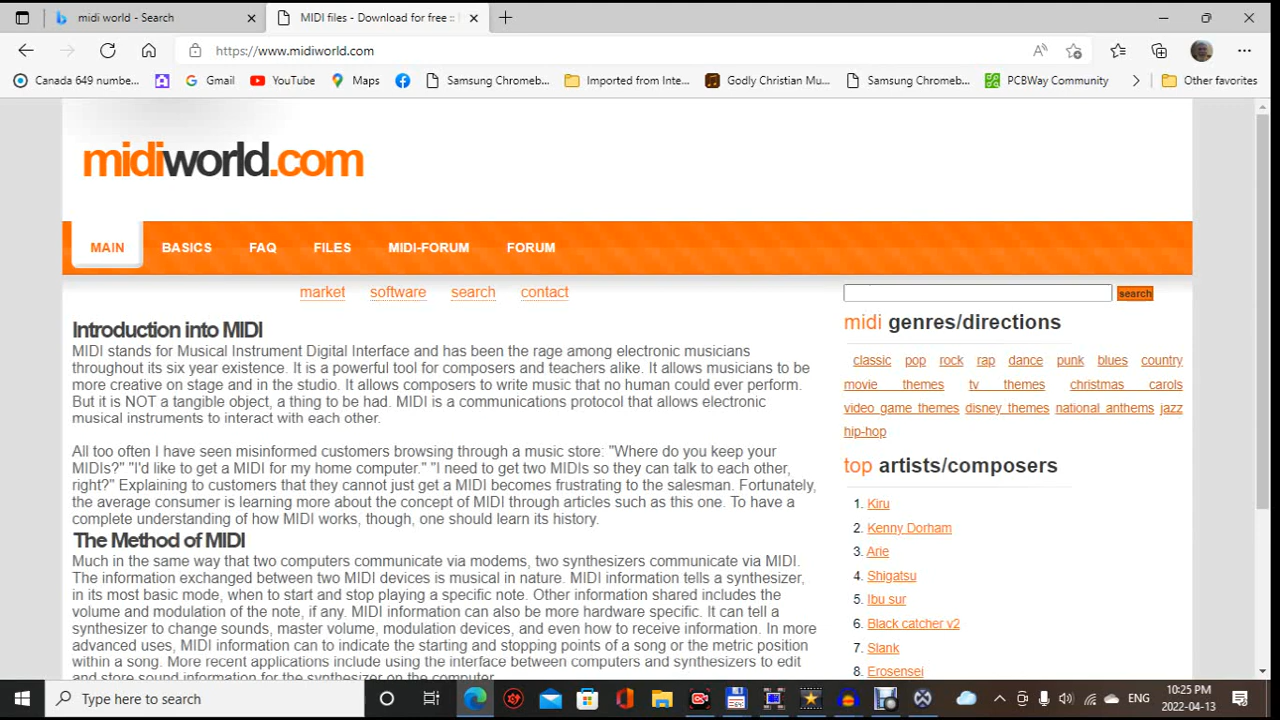 midi world - Search
MIDI files - Download for free ::
https://www.midiworld.com
Canada 649 numbe...
Gmail
YouTube
Maps
Samsung Chromeb...
Imported from Inte...
Godly Christian Mu...
Samsung Chromeb...
PCBWay Community
Other favorites
midiworld.com
MAIN BASICS FAQ FILES MIDI-FORUM FORUM
market software search contact
search
Introduction into MIDI
MIDI stands for Musical Instrument Digital Interface and has been the rage among electronic musicians
throughout its six year existence. It is a powerful tool for composers and teachers alike. It allows musicians to be
more creative on stage and in the studio. It allows composers to write music that no human could ever perform.
But it is NOT a tangible object, a thing to be had. MIDI is a communications protocol that allows electronic
musical instruments to interact with each other.
All too often I have seen misinformed customers browsing through a music store: "Where do you keep your
MIDIs?" "I'd like to get a MIDI for my home computer." "I need to get two MIDIs so they can talk to each other,
right?" Explaining to customers that they cannot just get a MIDI becomes frustrating to the salesman. Fortunately,
the average consumer is learning more about the concept of MIDI through articles such as this one. To have a
complete understanding of how MIDI works, though, one should learn its history.
The Method of MIDI
Much in the same way that two computers communicate via modems, two synthesizers communicate via MIDI.
The information exchanged between two MIDI devices is musical in nature. MIDI information tells a synthesizer,
in its most basic mode, when to start and stop playing a specific note. Other information shared includes the
volume and modulation of the note, if any. MIDI information can also be more hardware specific. It can tell a
synthesizer to change sounds, master volume, modulation devices, and even how to receive information. In more
advanced uses, MIDI information can to indicate the starting and stopping points of a song or the metric position
within a song. More recent applications include using the interface between computers and synthesizers to edit
and store sound information for the synthesizer on the computer.
midi genres/directions
classic pop rock rap dance punk blues country
movie themes tv themes christmas carols
video game themes disney themes national anthems jazz
hip-hop
top artists/composers
1. Kiru
2. Kenny Dorham
3. Arie
4. Shigatsu
5. Ibu sur
6. Black catcher v2
7. Slank
8. Erosensei
Type here to search
ENG
10:25 PM
2022-04-13